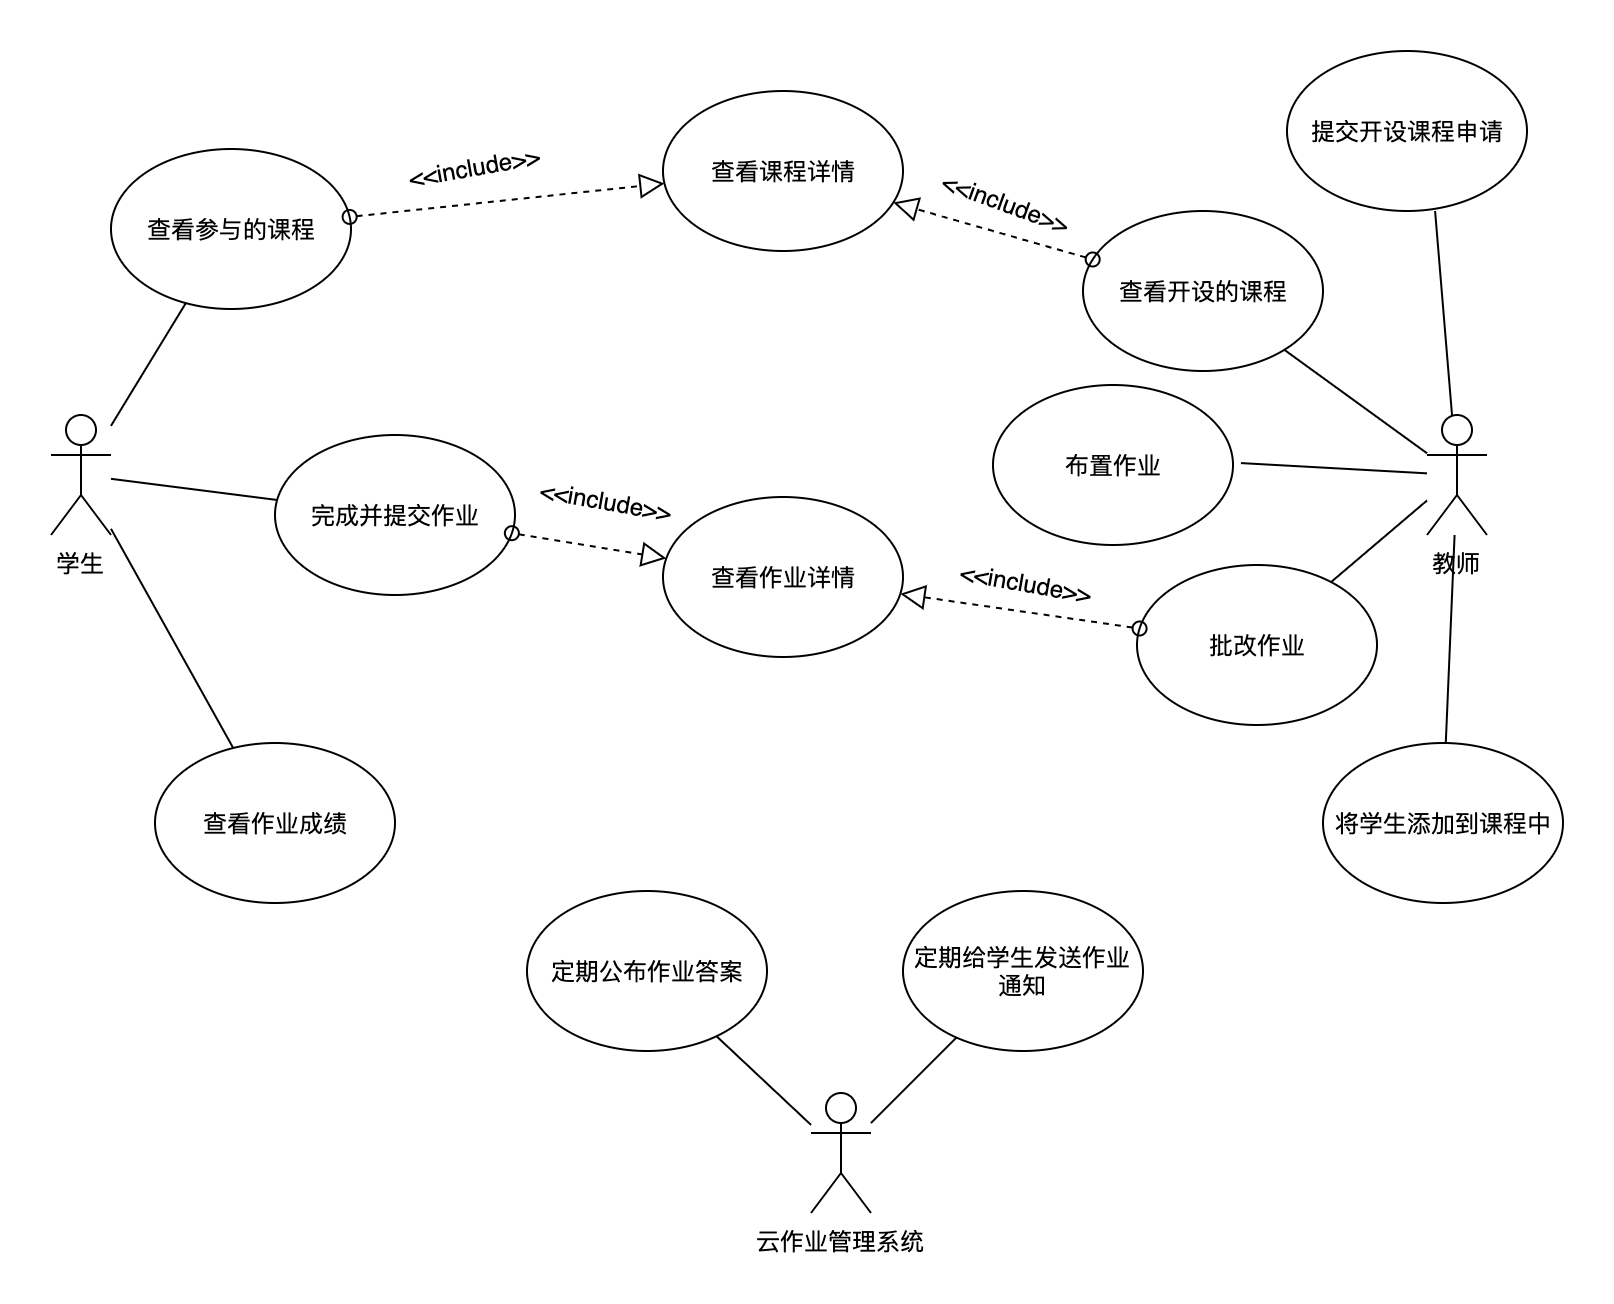 提交开设课程申请
<<include>>
查看课程详情
<<include>>
查看参与的课程
查看开设的课程
布置作业
<<include>>
完成并提交作业
学生
教师
查看作业详情
<<include>>
批改作业
查看作业成绩
将学生添加到课程中
定期公布作业答案
定期给学生发送作业
通知
云作业管理系统